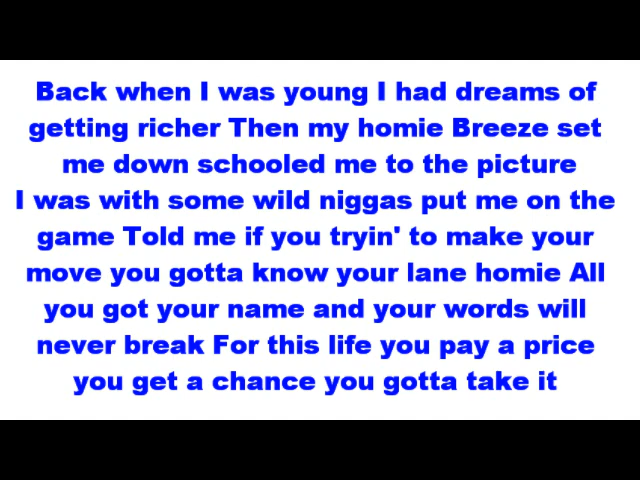 Back when I was young I had dreams of
getting richer Then my homie Breeze set
me down schooled me to the picture
I was with some wild niggas put me on the
game Told me if you tryin' to make your
move you gotta know your lane homie All
you got your name and your words will
never break For this life you pay a price
you get a chance you gotta take it